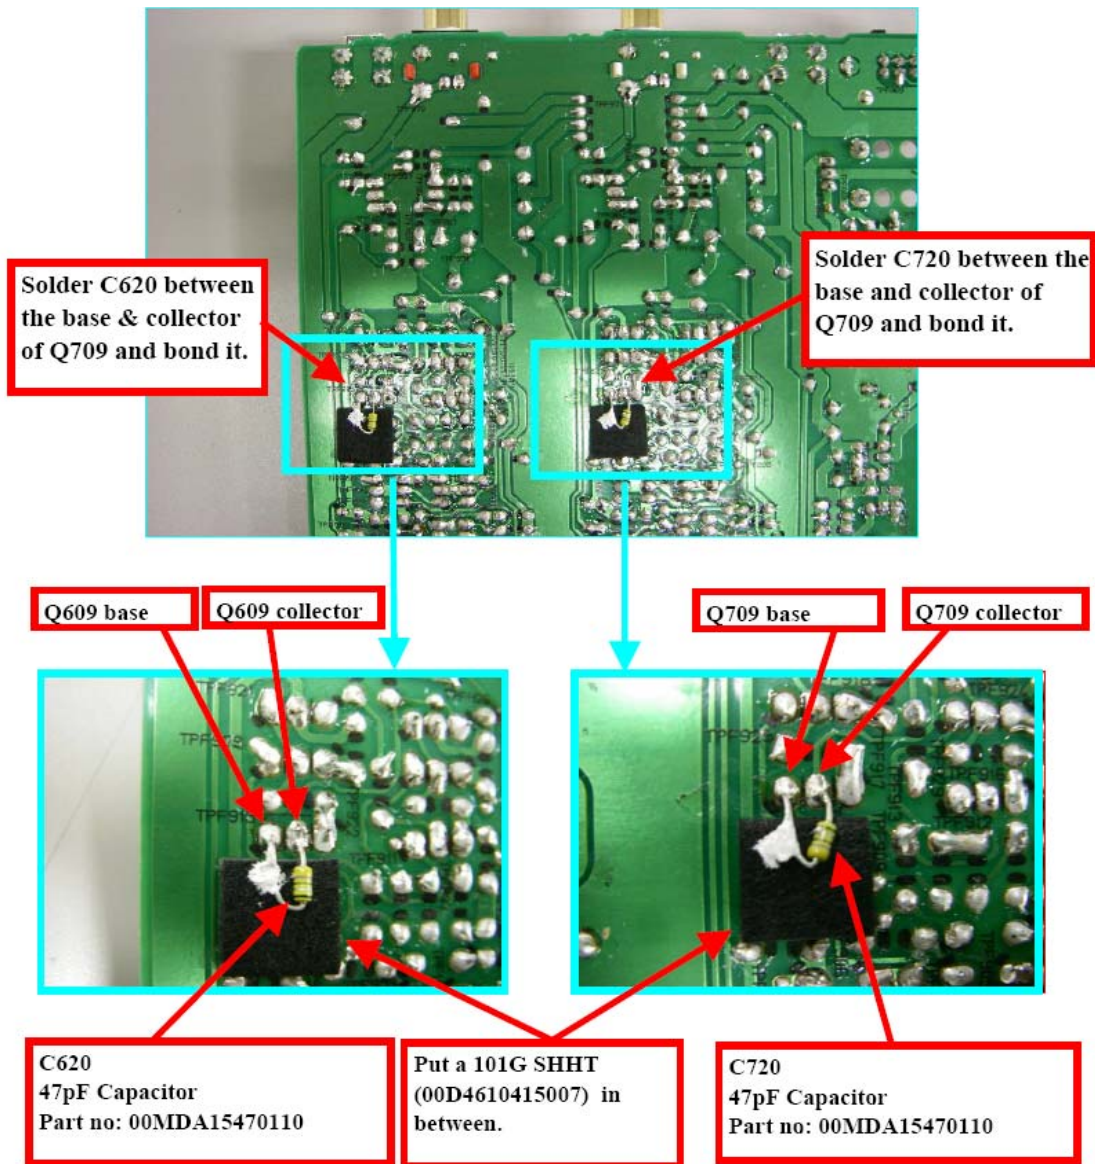 Solder C620 between
the base & collector
of Q709 and bond it.
Solder C720 between the
base and collector of
Q709 and bond it.
Q609 base
Q609 collector
Q709 base
Q709 collector
C620
47pF Capacitor
Part no: 00MDA15470110
Put a 101G SHHT
(00D4610415007) in
between.
C720
47pF Capacitor
Part no: 00MDA15470110